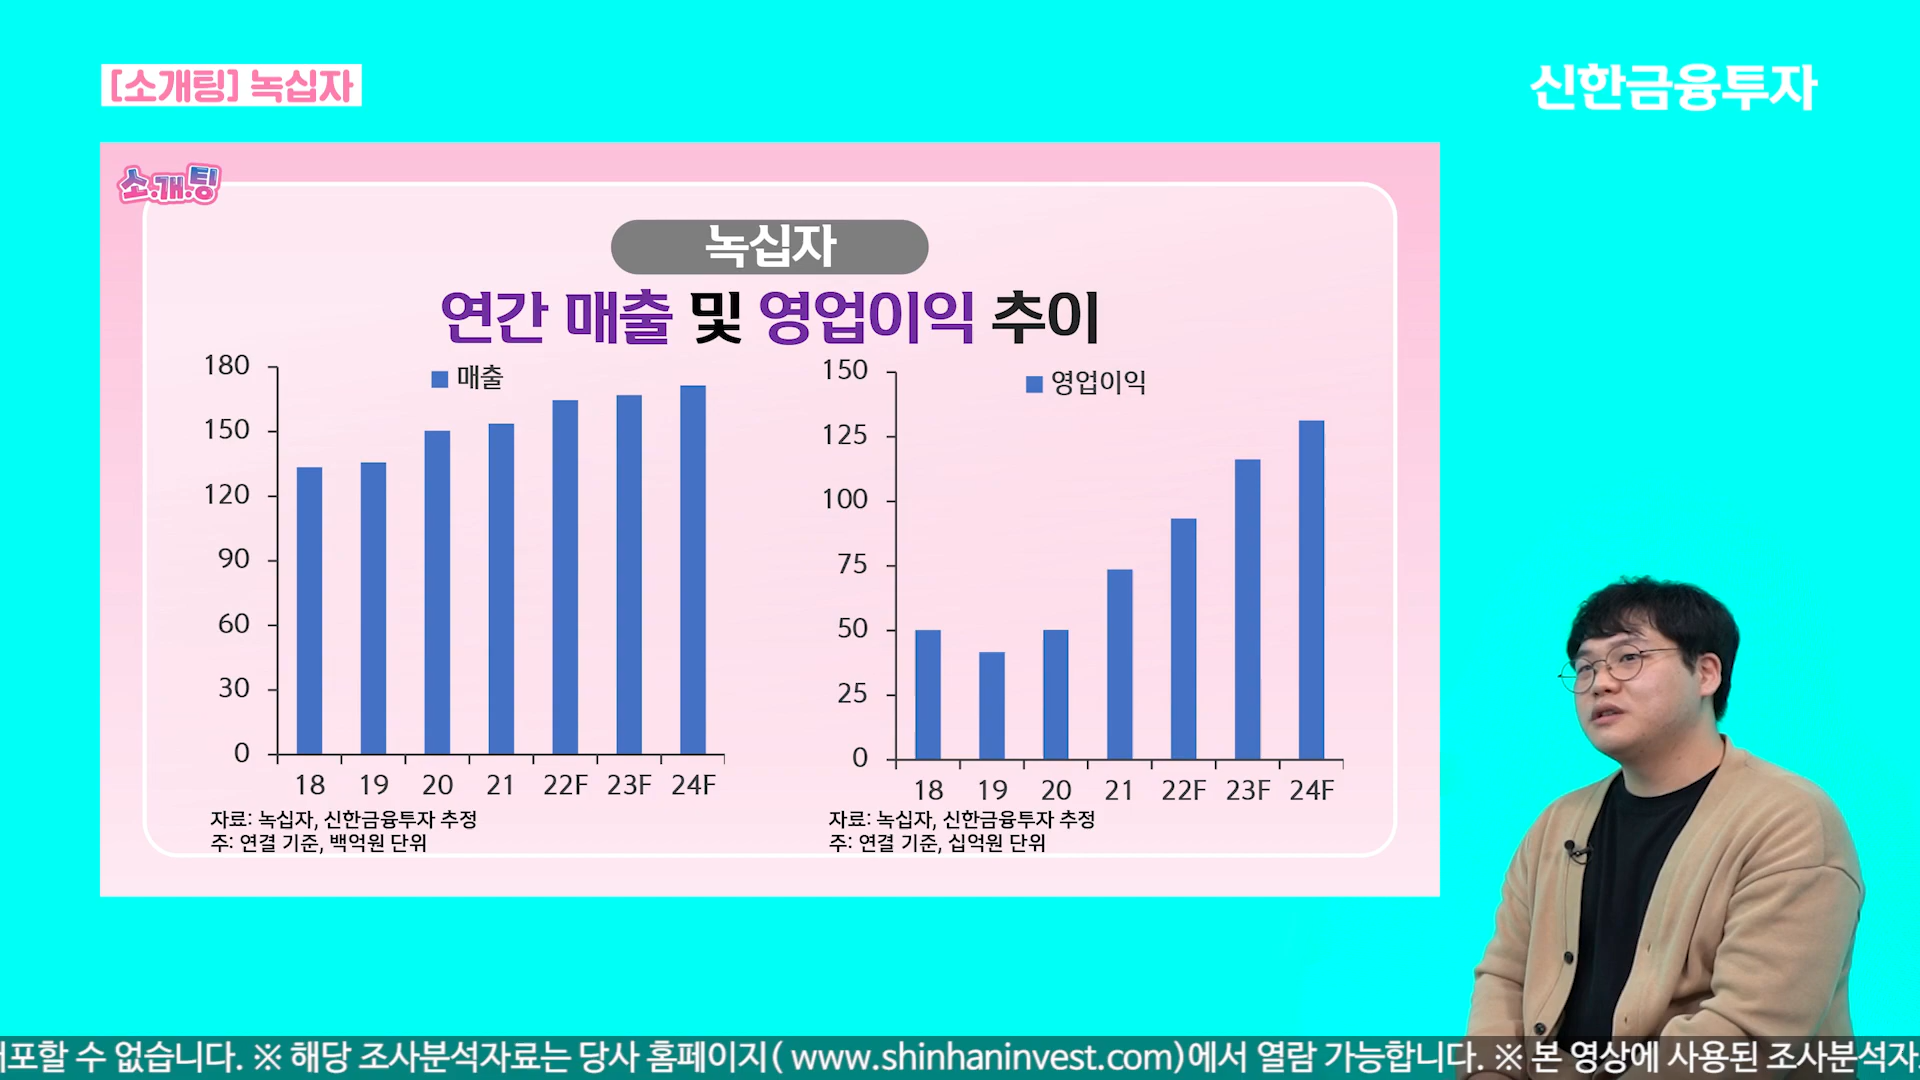 [소개팅] 녹십자
신한금융투자
소.개.팅
녹십자
연간 매출 및 영업이익 추이
매출
180
150
120
90
60
30
0
18 19 20 21 22F 23F 24F
자료: 녹십자, 신한금융투자 추정
주: 연결 기준, 백억원 단위
영업이익
150
125
100
75
50
25
0
18 19 20 21 22F 23F 24F
자료: 녹십자, 신한금융투자 추정
주: 연결 기준, 십억원 단위
포할 수 없습니다. ※ 해당 조사분석자료는 당사 홈페이지( www.shinhaninvest.com)에서 열람 가능합니다. ※ 본 영상에 사용된 조사분석자